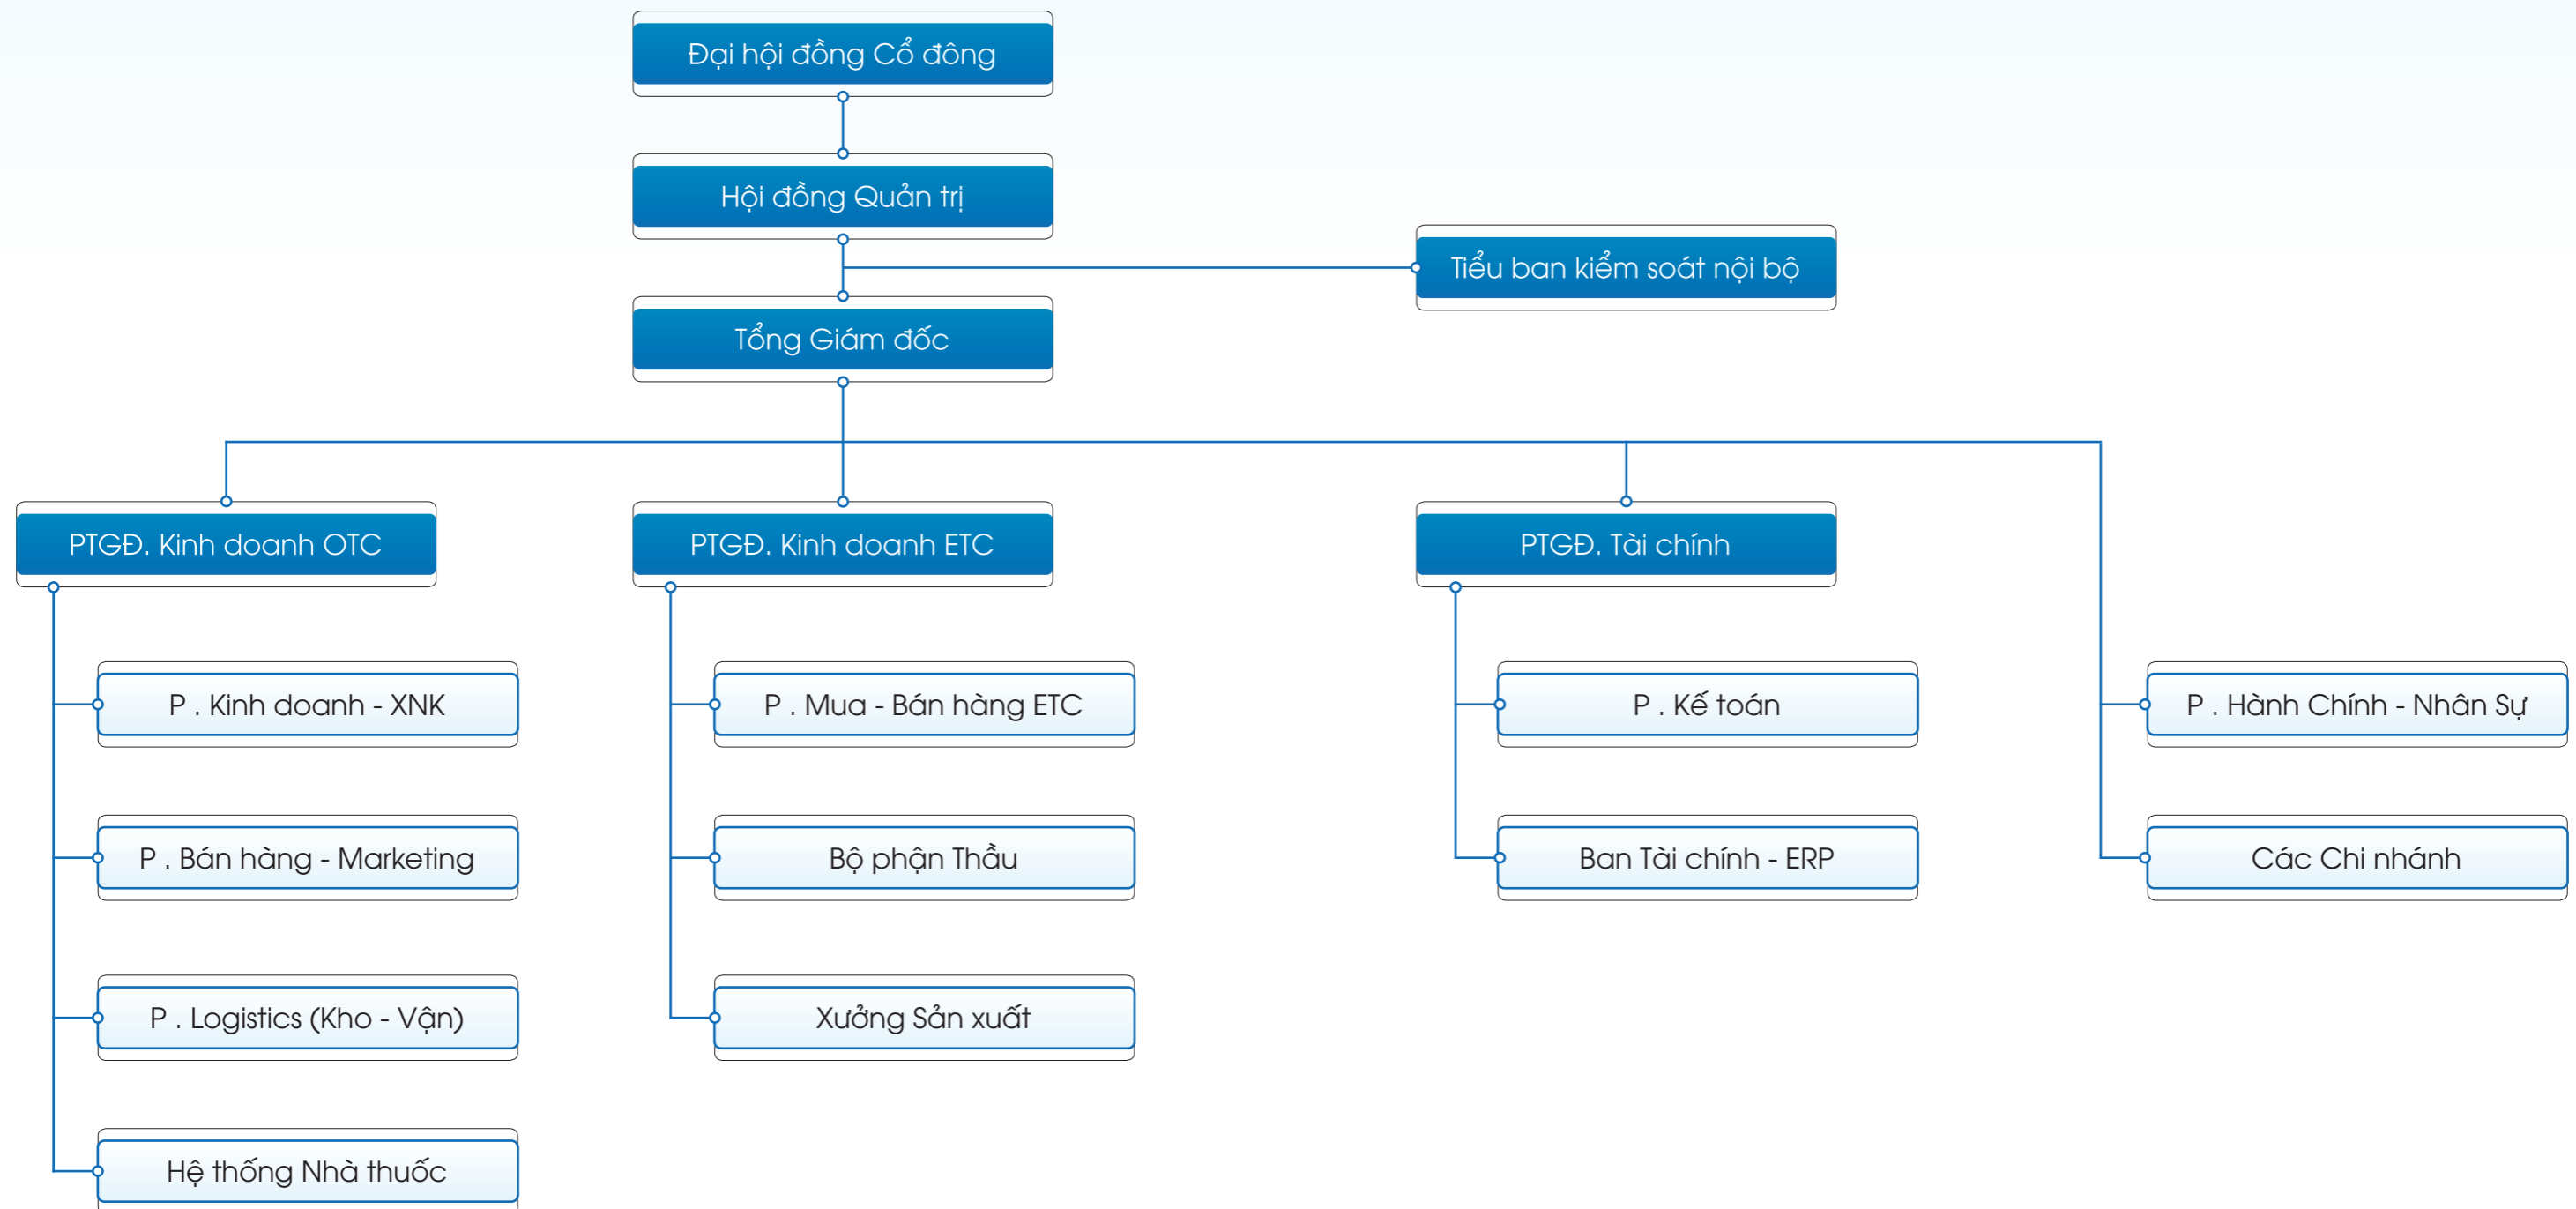 Đại hội đồng Cổ đông
Hội đồng Quản trị
Tiểu ban kiểm soát nội bộ
Tổng Giám đốc
PTGĐ. Kinh doanh OTC
PTGĐ. Kinh doanh ETC
PTGĐ. Tài chính
P . Kinh doanh - XNK
P . Mua - Bán hàng ETC
P . Kế toán
P . Hành Chính - Nhân Sự
P . Bán hàng - Marketing
Bộ phận Thầu
Ban Tài chính - ERP
Các Chi nhánh
P . Logistics (Kho - Vận)
Xưởng Sản xuất
Hệ thống Nhà thuốc